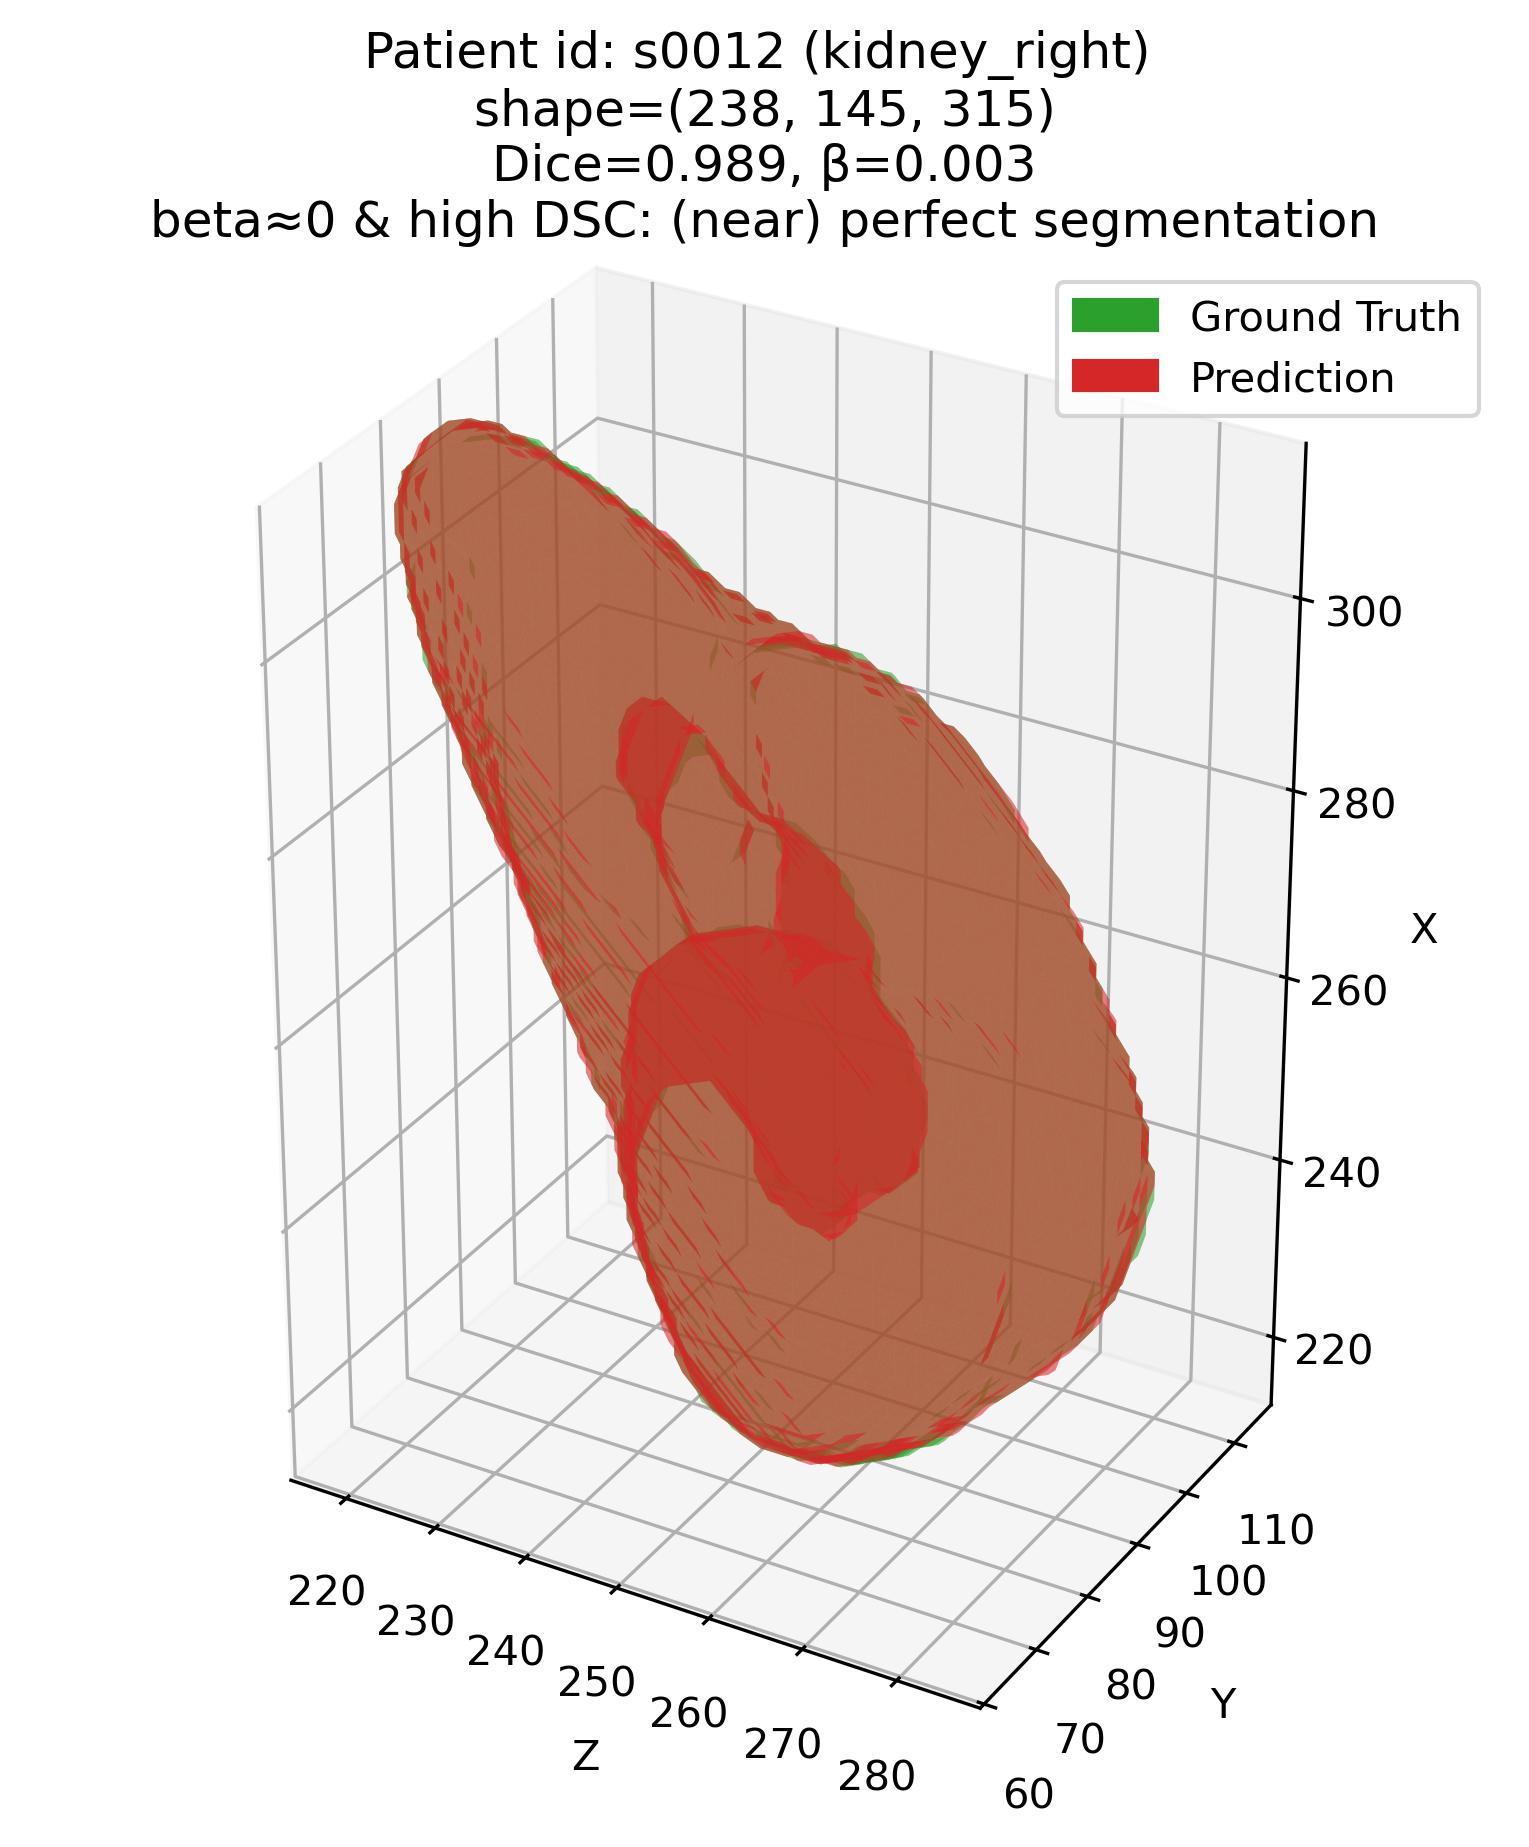 Patient id: s0012 (kidney_right)
shape=(238, 145, 315)
Dice=0.989, β=0.003
beta≈0 & high DSC: (near) perfect segmentation
Ground Truth
Prediction
300
280
X
260
240
220
110
100
90
80
Y
70
60
220
230
240
250
260
270
280
Z